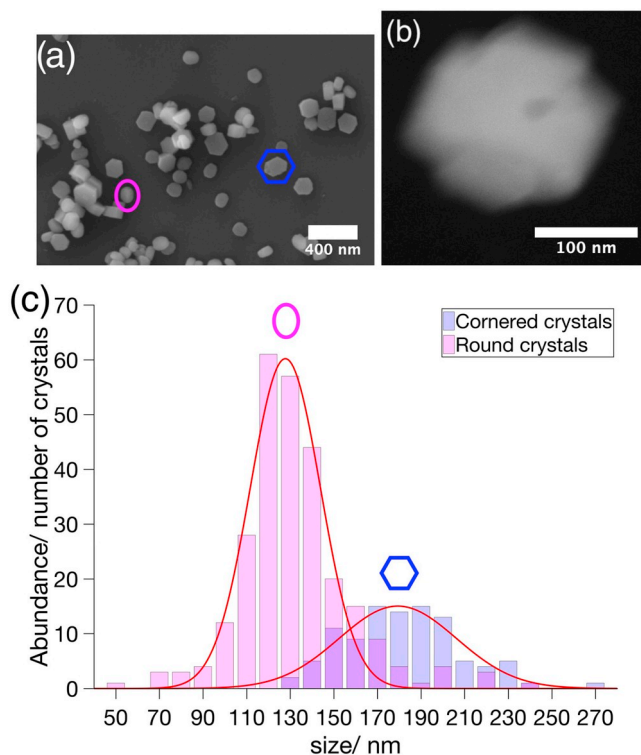 (a)
400 nm
(b)
100 nm
(c)
Abundance/ number of crystals
70
60
50
40
30
20
10
0
Cornered crystals
Round crystals
50 70 90 110 130 150 170 190 210 230 250 270
size/ nm